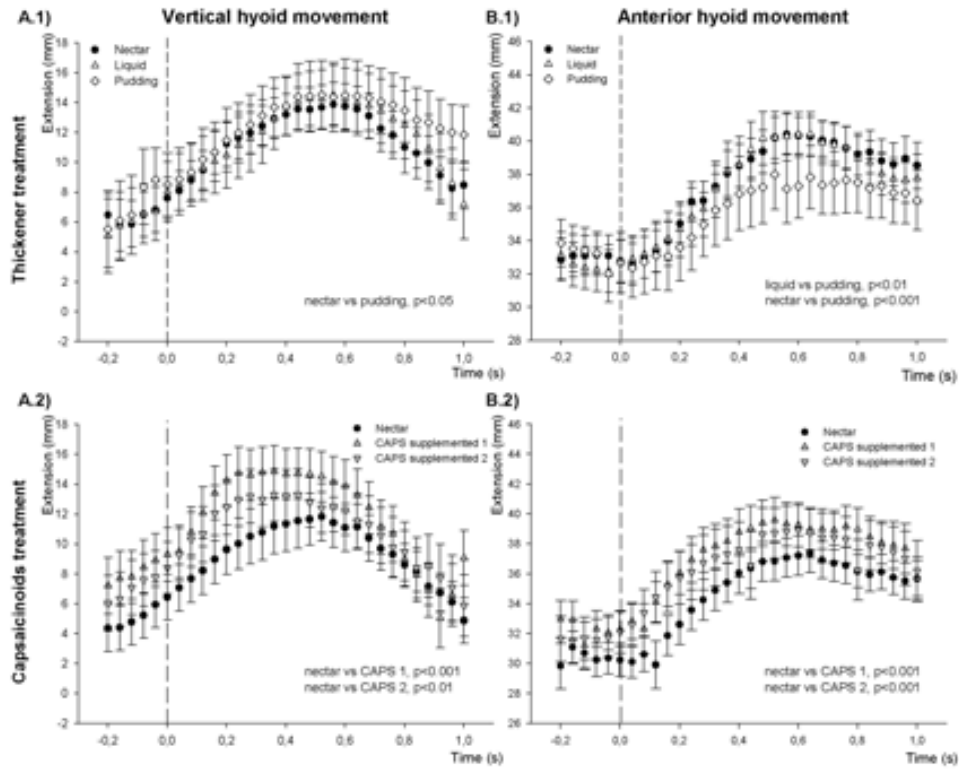 A.1)
Vertical hyoid movement
B.1)
Anterior hyoid movement
Thickener treatment
Extension (mm)
18
16
14
12
10
8
6
4
2
0
-2
Nectar
Liquid
Pudding
nectar vs pudding, p<0.05
-0,2 0,0 0,2 0,4 0,6 0,8 1,0
Time (s)
Extension (mm)
46
44
42
40
38
36
34
32
30
28
Nectar
Liquid
Pudding
liquid vs pudding, p<0.01
nectar vs pudding, p<0.001
-0,2 0,0 0,2 0,4 0,6 0,8 1,0
Time (s)
A.2)
B.2)
Capsaicinoids treatment
Extension (mm)
18
16
14
12
10
8
6
4
2
0
-2
Nectar
CAPS supplemented 1
CAPS supplemented 2
nectar vs CAPS 1, p<0.001
nectar vs CAPS 2, p<0.01
-0,2 0,0 0,2 0,4 0,6 0,8 1,0
Time (s)
Extension (mm)
46
44
42
40
38
36
34
32
30
28
26
Nectar
CAPS supplemented 1
CAPS supplemented 2
nectar vs CAPS 1, p<0.001
nectar vs CAPS 2, p<0.001
-0,2 0,0 0,2 0,4 0,6 0,8 1,0
Time (s)